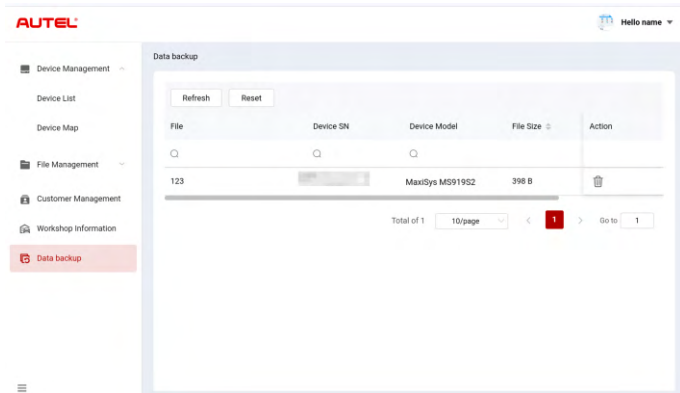 AUTEL
Hello name
Device Management
Device List
Device Map
File Management
Customer Management
Workshop Information
Data backup
Data backup
Refresh Reset
File Device SN Device Model File Size Action
123 MaxiSys MS919S2 398 B
Total of 1 10/page < 1 > Go to 1